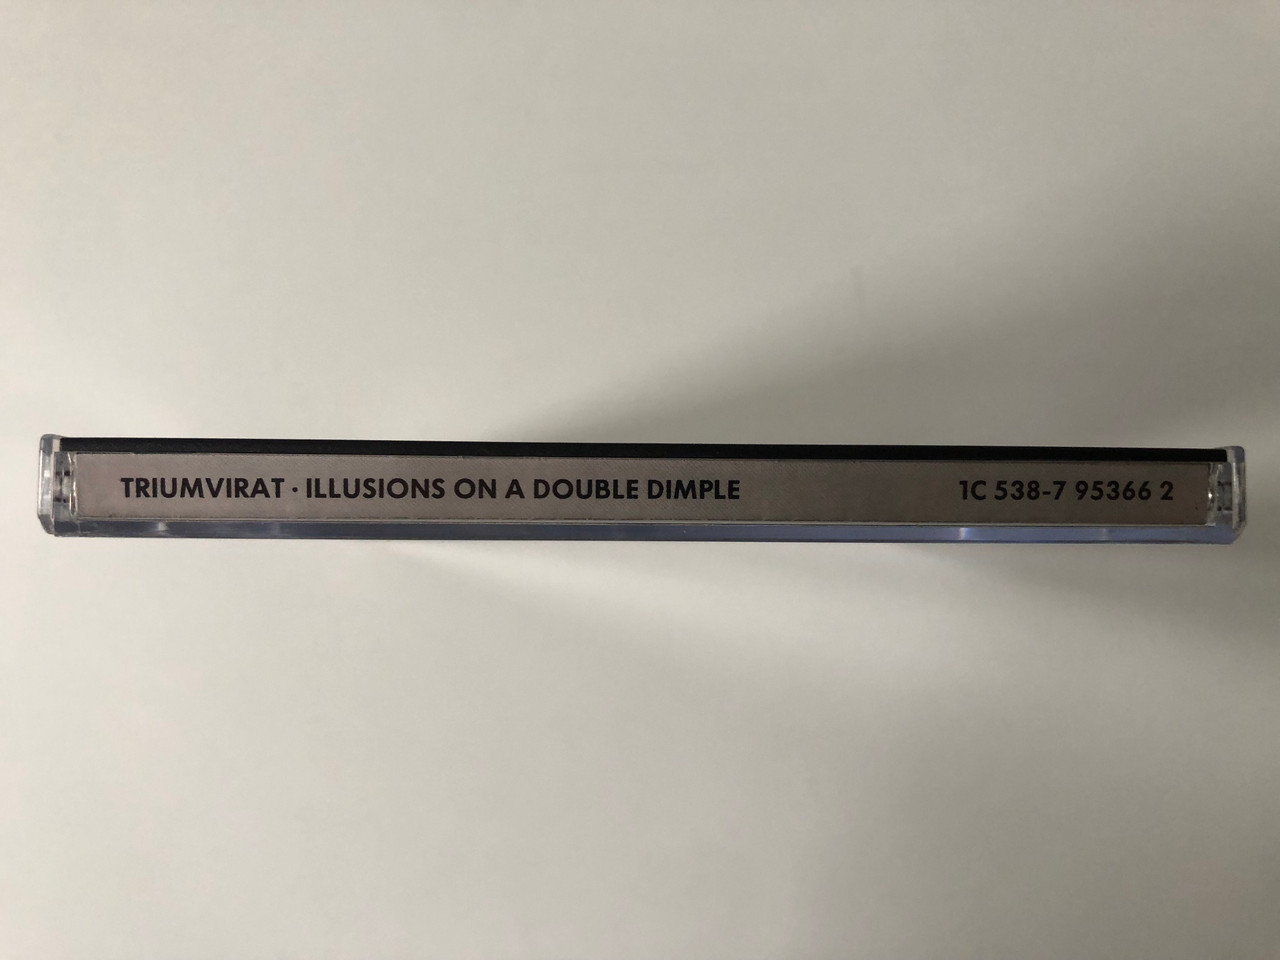 TRIUMVIRAT · ILLUSIONS ON A DOUBLE DIMPLE 1C 538-7 95366 2